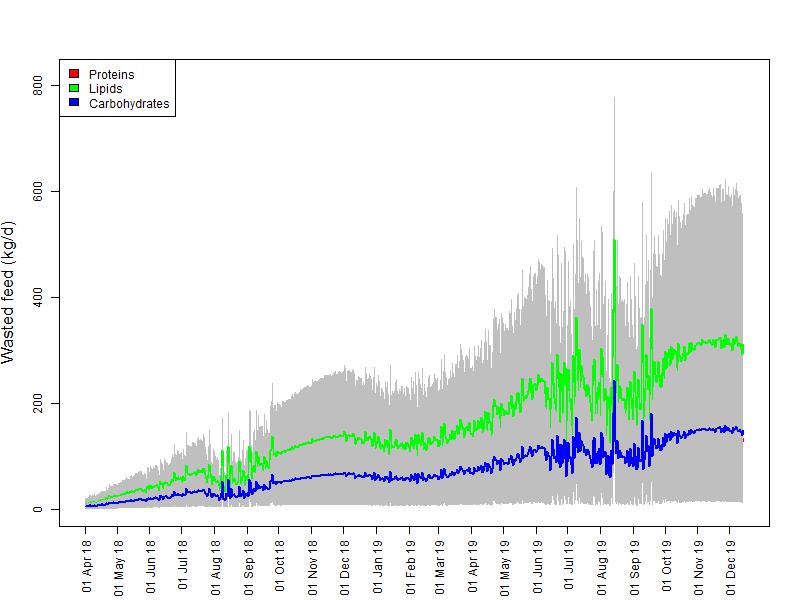 Proteins
Lipids
Carbohydrates
Wasted feed (kg/d)
800
600
400
200
0
01 Apr 18
01 May 18
01 Jun 18
01 Jul 18
01 Aug 18
01 Sep 18
01 Oct 18
01 Nov 18
01 Dec 18
01 Jan 19
01 Feb 19
01 Mar 19
01 Apr 19
01 May 19
01 Jun 19
01 Jul 19
01 Aug 19
01 Sep 19
01 Oct 19
01 Nov 19
01 Dec 19